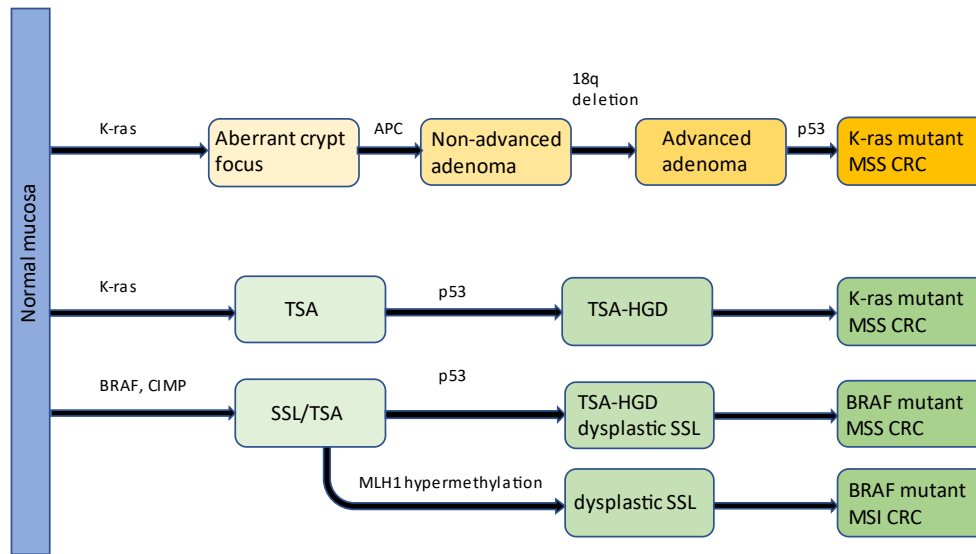 Normal mucosa
K-ras
Aberrant crypt
focus
APC
Non-advanced
adenoma
18q
deletion
Advanced
adenoma
p53
K-ras mutant
MSS CRC
K-ras
TSA
p53
TSA-HGD
K-ras mutant
MSS CRC
BRAF, CIMP
SSL/TSA
p53
TSA-HGD
dysplastic SSL
BRAF mutant
MSS CRC
MLH1 hypermethylation
dysplastic SSL
BRAF mutant
MSI CRC